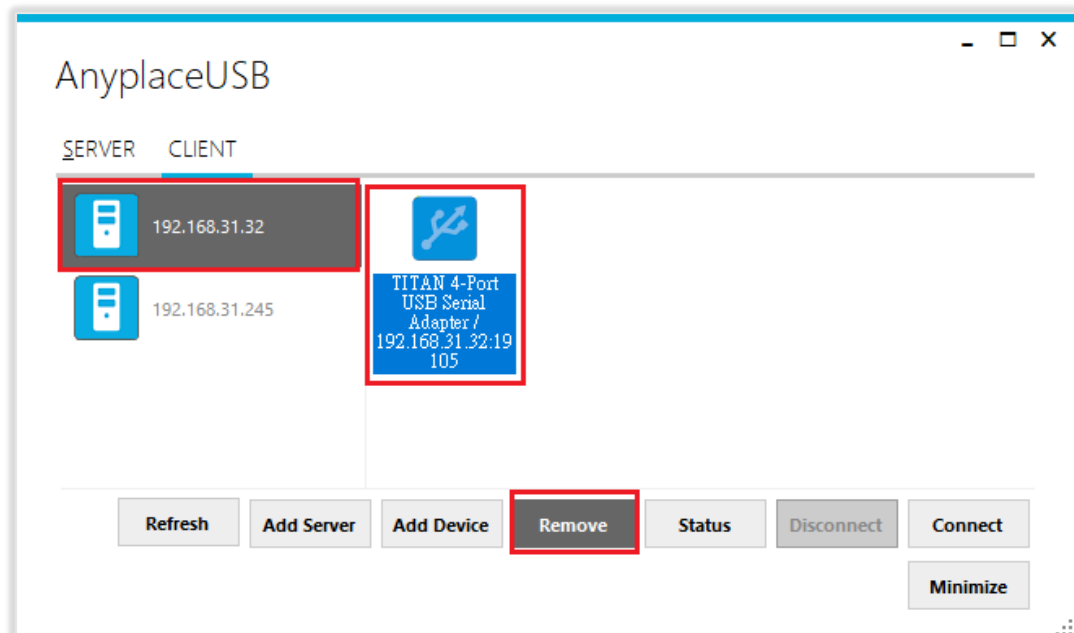 AnyplaceUSB
SERVER CLIENT
192.168.31.32
192.168.31.245
TITAN 4-Port
USB Serial
Adapter /
192.168.31.32:19
105
Refresh Add Server Add Device Remove Status Disconnect Connect
Minimize